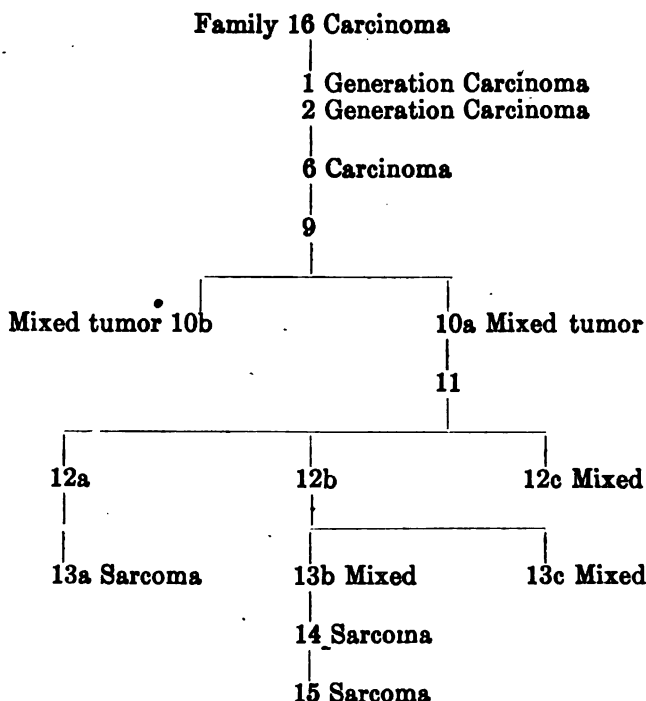 Family 16 Carcinoma
1 Generation Carcinoma
2 Generation Carcinoma
6 Carcinoma
9
Mixed tumor 10b 10a Mixed tumor
11
12a 12b 12c Mixed
13a Sarcoma 13b Mixed 13c Mixed
14 Sarcoma
15 Sarcoma